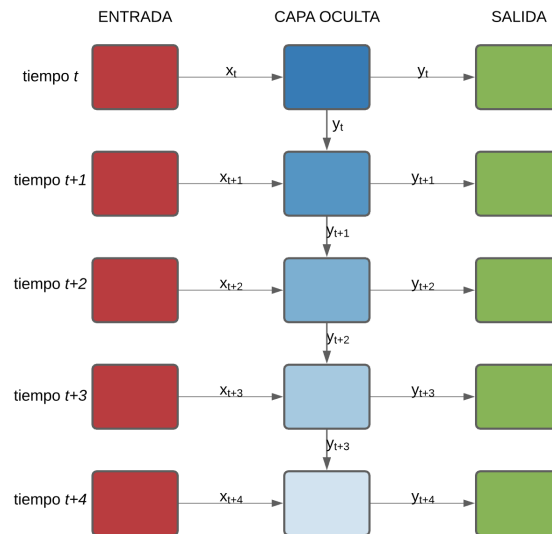 ENTRADA CAPA OCULTA SALIDA
tiempo t xₜ yₜ
yₜ
tiempo t+1 xₜ₊₁ yₜ₊₁
yₜ₊₁
tiempo t+2 xₜ₊₂ yₜ₊₂
yₜ₊₂
tiempo t+3 xₜ₊₃ yₜ₊₃
yₜ₊₃
tiempo t+4 xₜ₊₄ yₜ₊₄